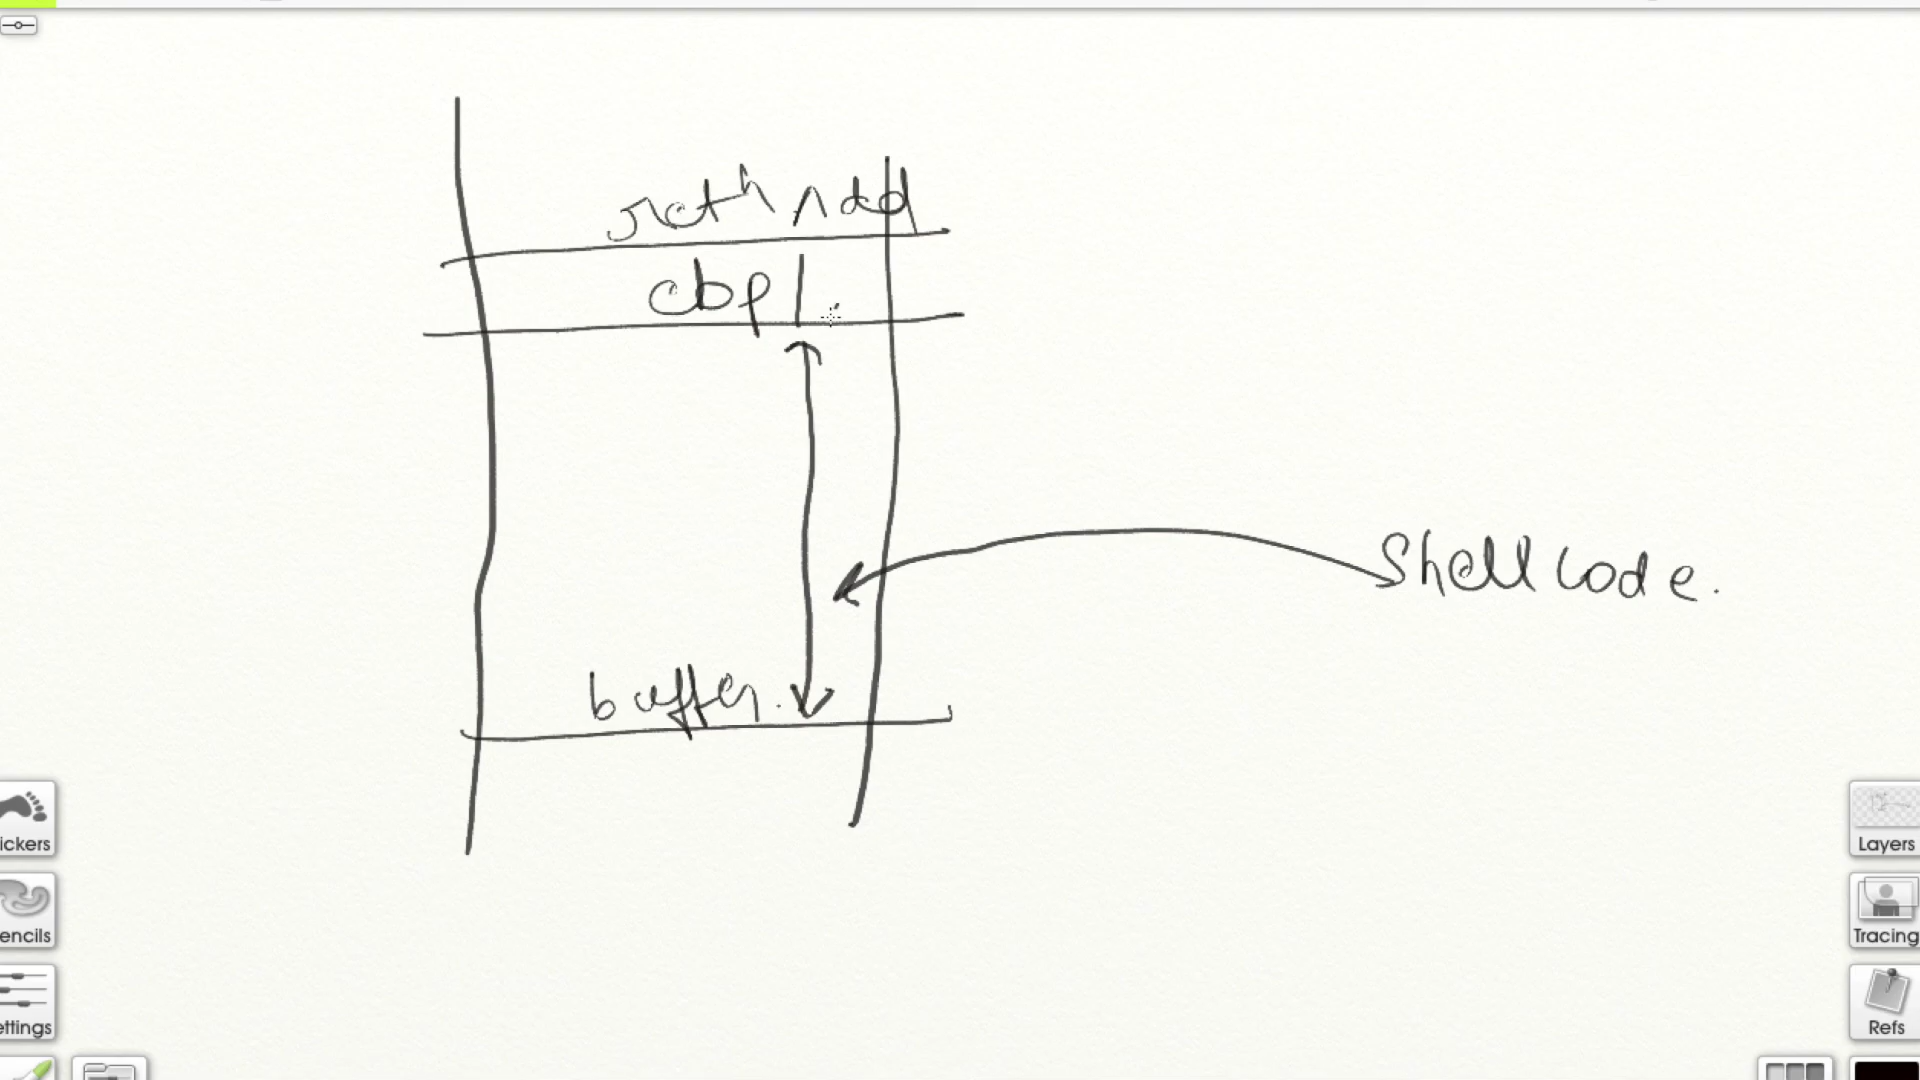 retn Add
ebp
Shellcode.
buffer.
ickers
Layers
encils
Tracing
ettings
Refs